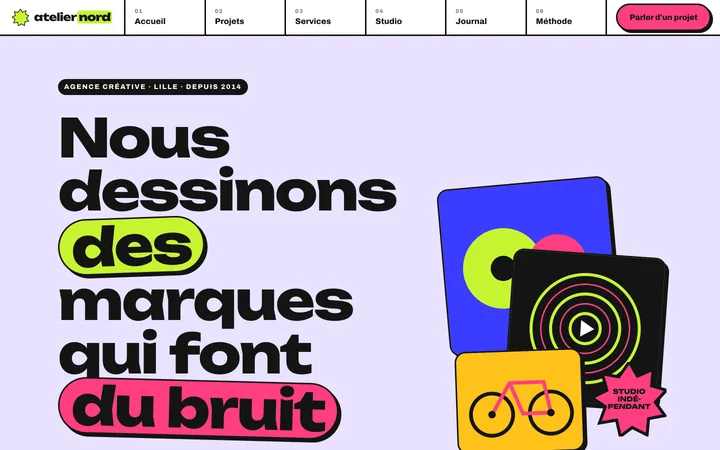 atelier nord
01
Accueil
02
Projets
03
Services
04
Studio
05
Journal
06
Méthode
Parler d'un projet
AGENCE CRÉATIVE · LILLE · DEPUIS 2014
Nous
dessinons
des
marques
qui font
du bruit
STUDIO
INDÉ-
PENDANT